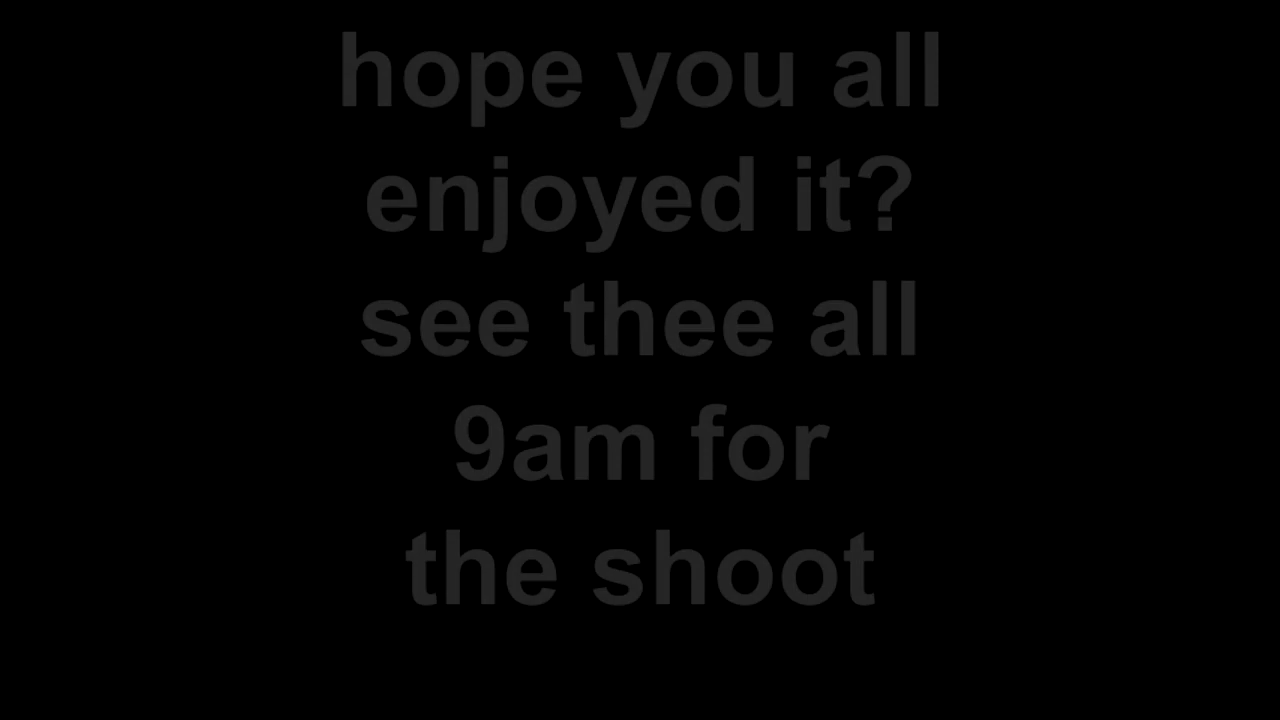 hope you all
enjoyed it?
see thee all
9am for
the shoot